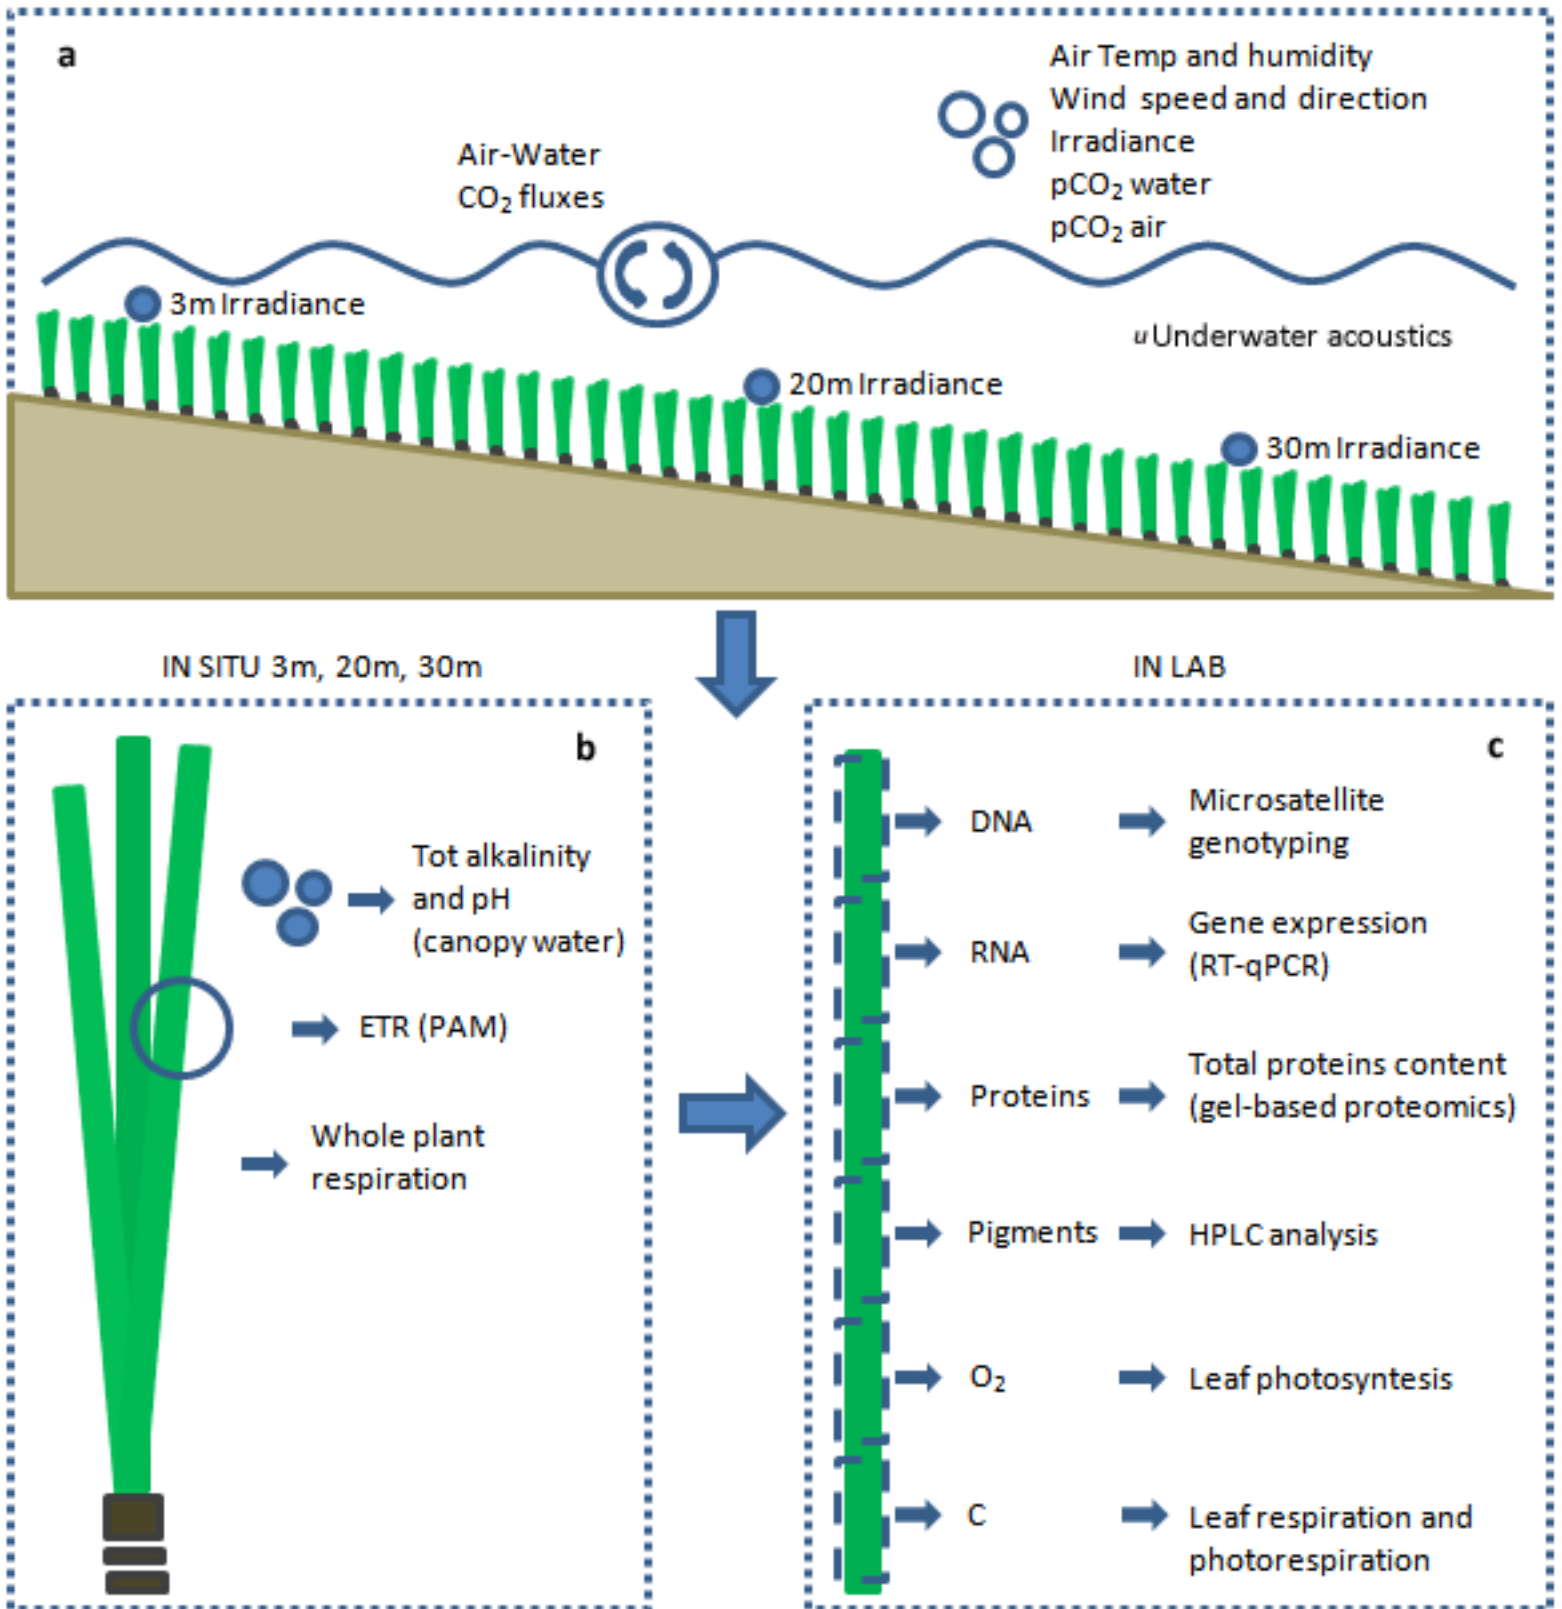 a
Air Temp and humidity
Wind speed and direction
Irradiance
pCO₂ water
pCO₂ air
Air-Water
CO₂ fluxes
3m Irradiance
uUnderwater acoustics
20m Irradiance
30m Irradiance
IN SITU 3m, 20m, 30m
IN LAB
b
Tot alkalinity
and pH
(canopy water)
ETR (PAM)
Whole plant
respiration
c
DNA
Microsatellite
genotyping
RNA
Gene expression
(RT-qPCR)
Proteins
Total proteins content
(gel-based proteomics)
Pigments
HPLC analysis
O₂
Leaf photosyntesis
C
Leaf respiration and
photorespiration